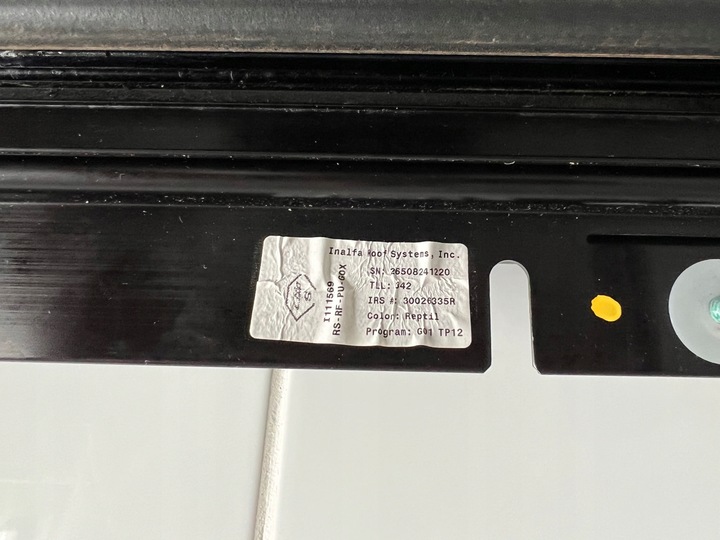 Inalfa Roof Systems, Inc.
SN: 26508241220
TLL: J42
IRS #: 30026335R
Color: Reptil
Program: G01 TP12
I111569
RS-RF-PU-GOX